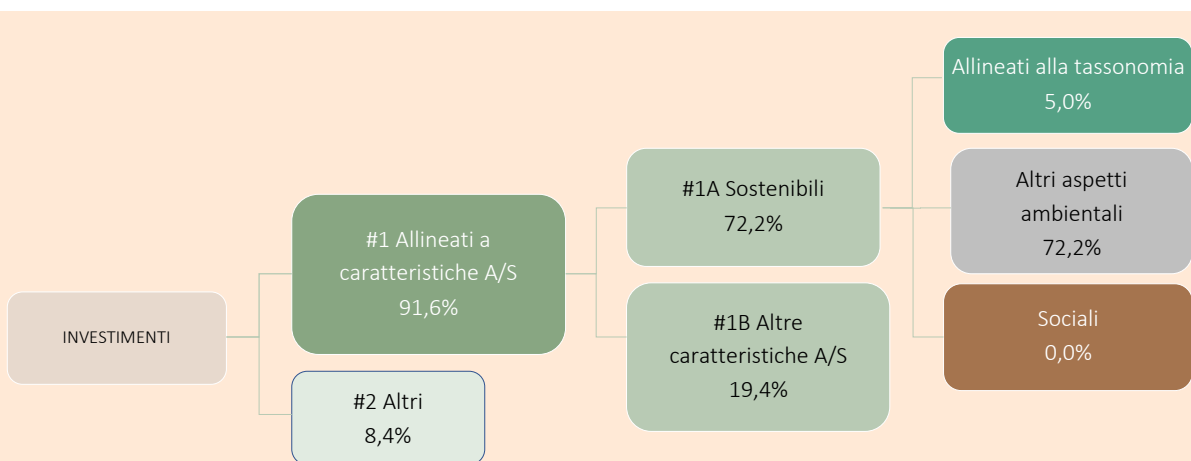 INVESTIMENTI
#1 Allineati a
caratteristiche A/S
91,6%
#2 Altri
8,4%
#1A Sostenibili
72,2%
#1B Altre
caratteristiche A/S
19,4%
Allineati alla tassonomia
5,0%
Altri aspetti
ambientali
72,2%
Sociali
0,0%